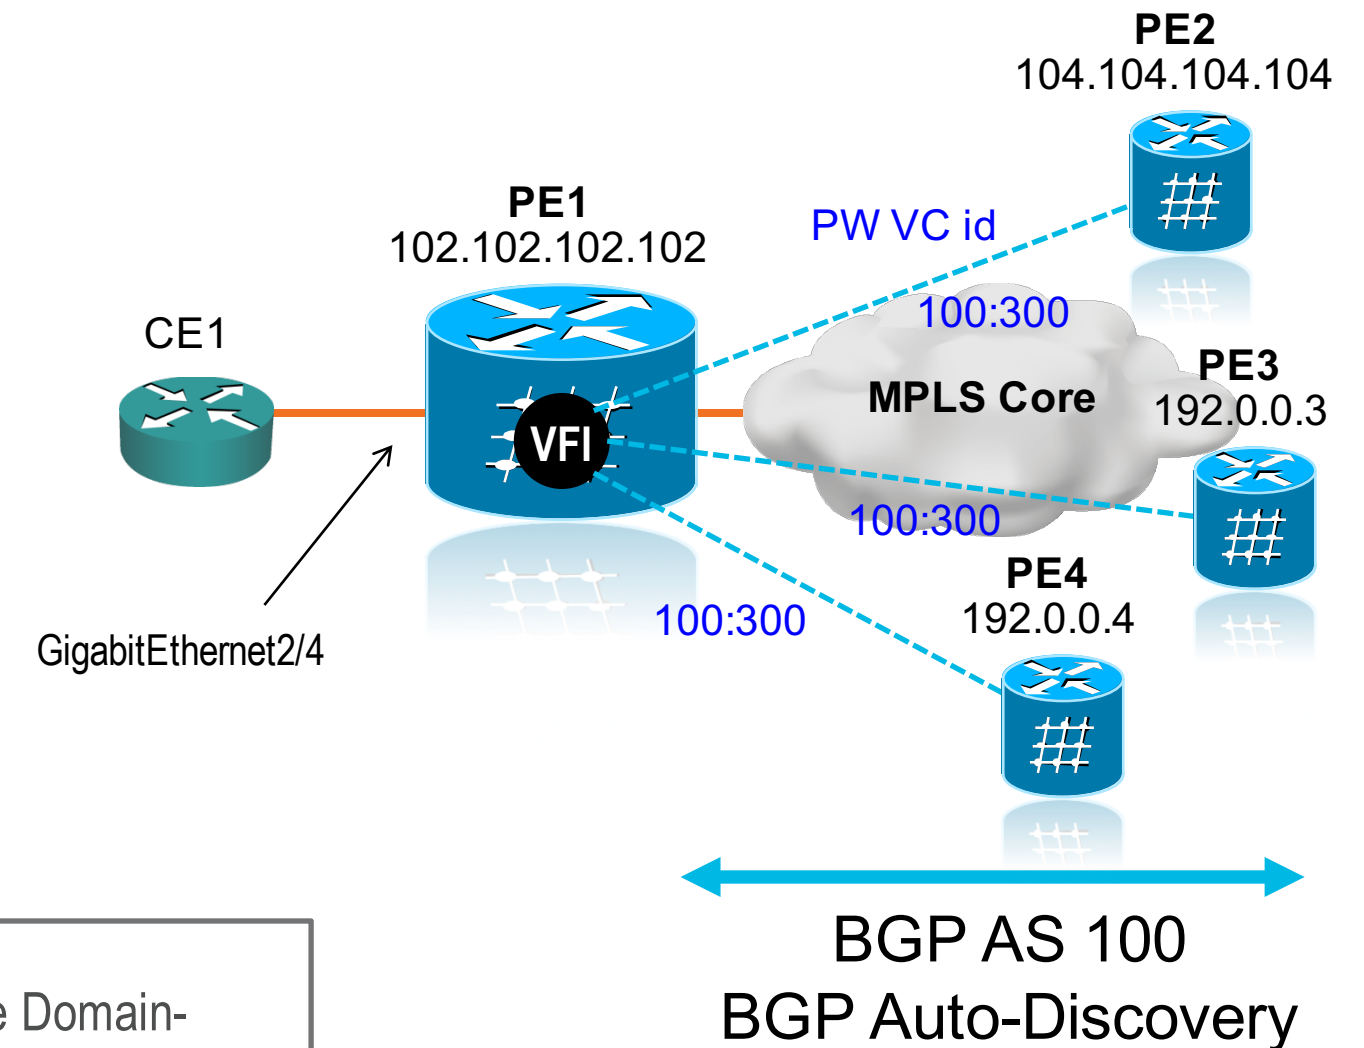 PE2
104.104.104.104
PE1
102.102.102.102
PW VC id
100:300
CE1
MPLS Core
PE3
192.0.0.3
VFI
100:300
PE4
192.0.0.4
100:300
GigabitEthernet2/4
BGP AS 100
BGP Auto-Discovery
e Domain-